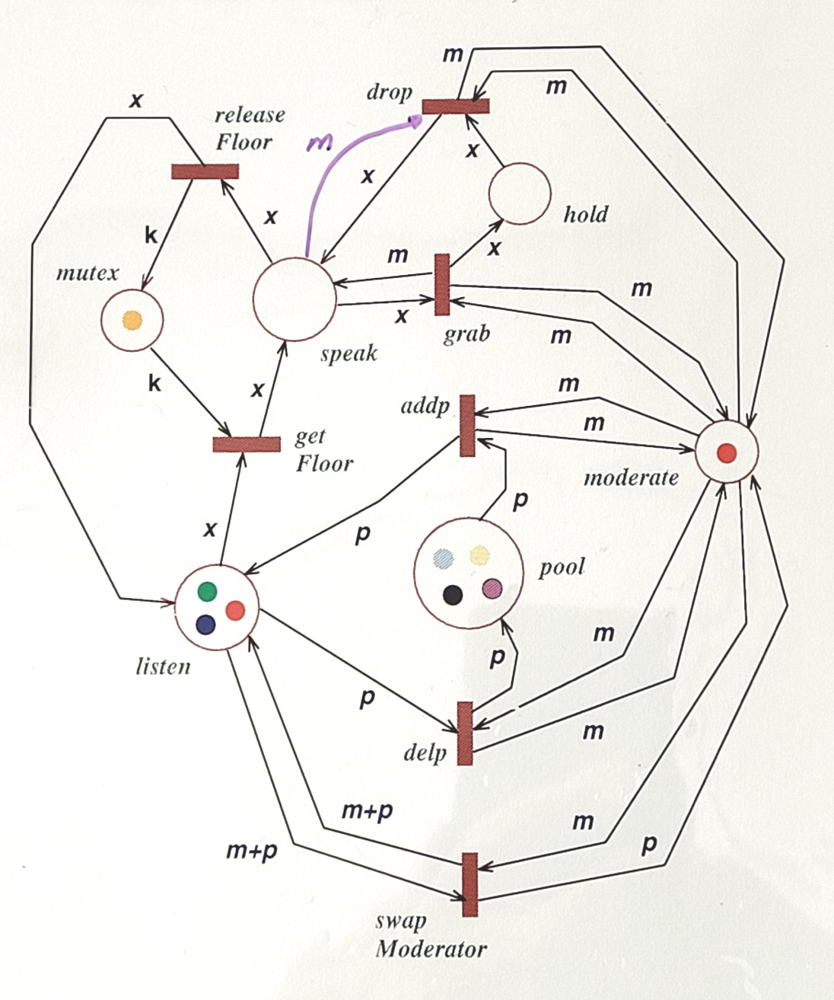 m
m
drop
x
release
Floor
m
x
x
x
hold
k
m
x
m
mutex
x
grab
m
speak
k
x
m
addp
m
get
Floor
moderate
p
x
p
pool
m
p
listen
p
m
delp
m+p
m
p
m+p
swap
Moderator